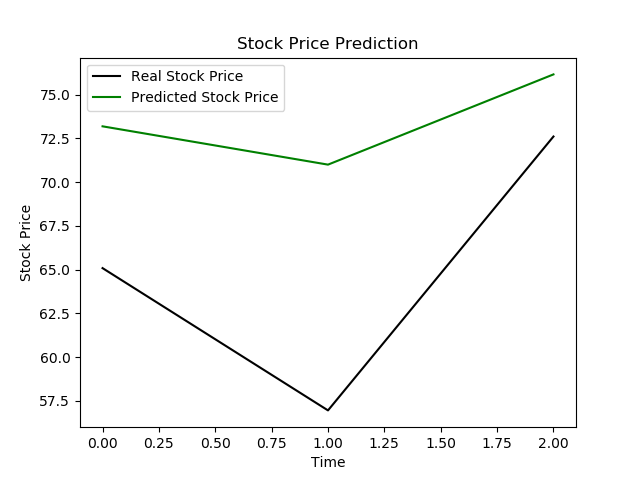 Stock Price Prediction
Real Stock Price
Predicted Stock Price
75.0
72.5
70.0
67.5
65.0
62.5
60.0
57.5
Stock Price
0.00 0.25 0.50 0.75 1.00 1.25 1.50 1.75 2.00
Time